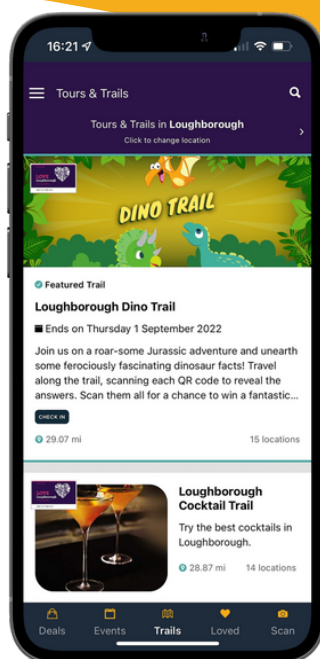 16:21
Tours & Trails
Tours & Trails in Loughborough
Click to change location
LOVE
Loughborough
DINO TRAIL
Featured Trail
Loughborough Dino Trail
Ends on Thursday 1 September 2022
Join us on a roar-some Jurassic adventure and unearth
some ferociously fascinating dinosaur facts! Travel
along the trail, scanning each QR code to reveal the
answers. Scan them all for a chance to win a fantastic...
CHECK IN
29.07 mi
15 locations
LOVE
Loughborough
Loughborough
Cocktail Trail
Try the best cocktails in
Loughborough.
28.87 mi
14 locations
Deals
Events
Trails
Loved
Scan